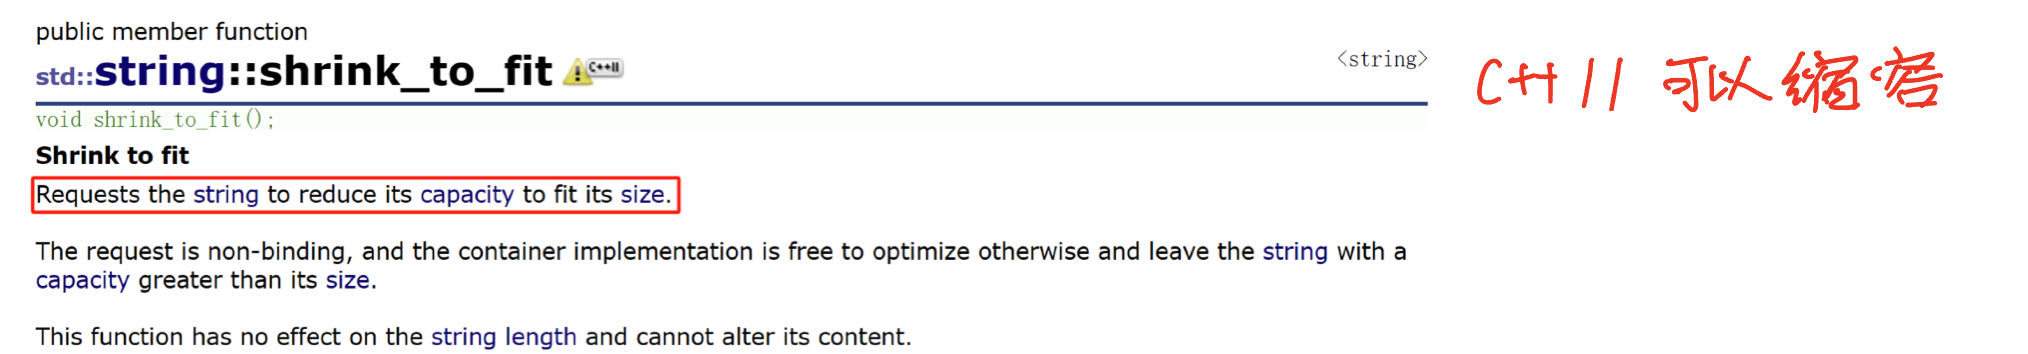 public member function
std::string::shrink_to_fit C++11
<string>
C++11 可以缩容
void shrink_to_fit();
Shrink to fit
Requests the string to reduce its capacity to fit its size.
The request is non-binding, and the container implementation is free to optimize otherwise and leave the string with a
capacity greater than its size.
This function has no effect on the string length and cannot alter its content.